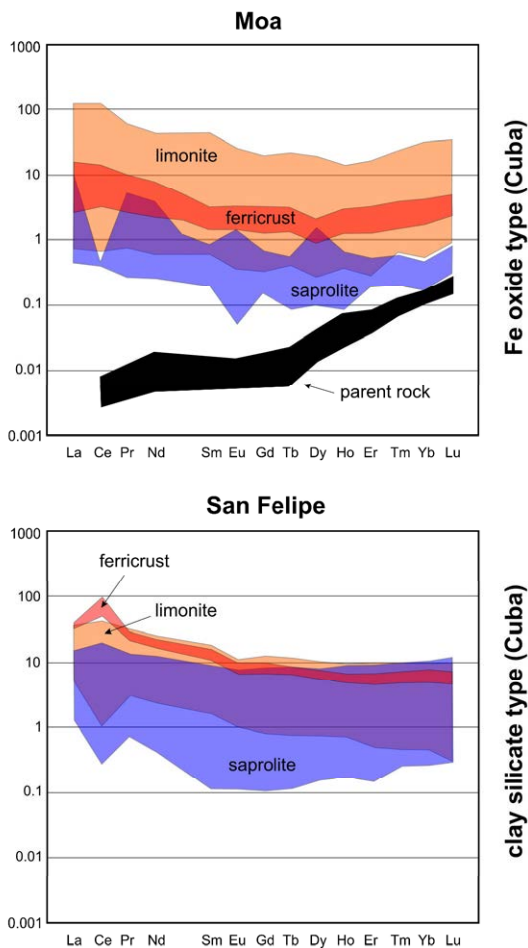 Moa
1000
100
10
1
0.1
0.01
0.001
limonite
ferricrust
saprolite
parent rock
La Ce Pr Nd Sm Eu Gd Tb Dy Ho Er Tm Yb Lu
Fe oxide type (Cuba)
San Felipe
1000
100
10
1
0.1
0.01
0.001
ferricrust
limonite
saprolite
La Ce Pr Nd Sm Eu Gd Tb Dy Ho Er Tm Yb Lu
clay silicate type (Cuba)